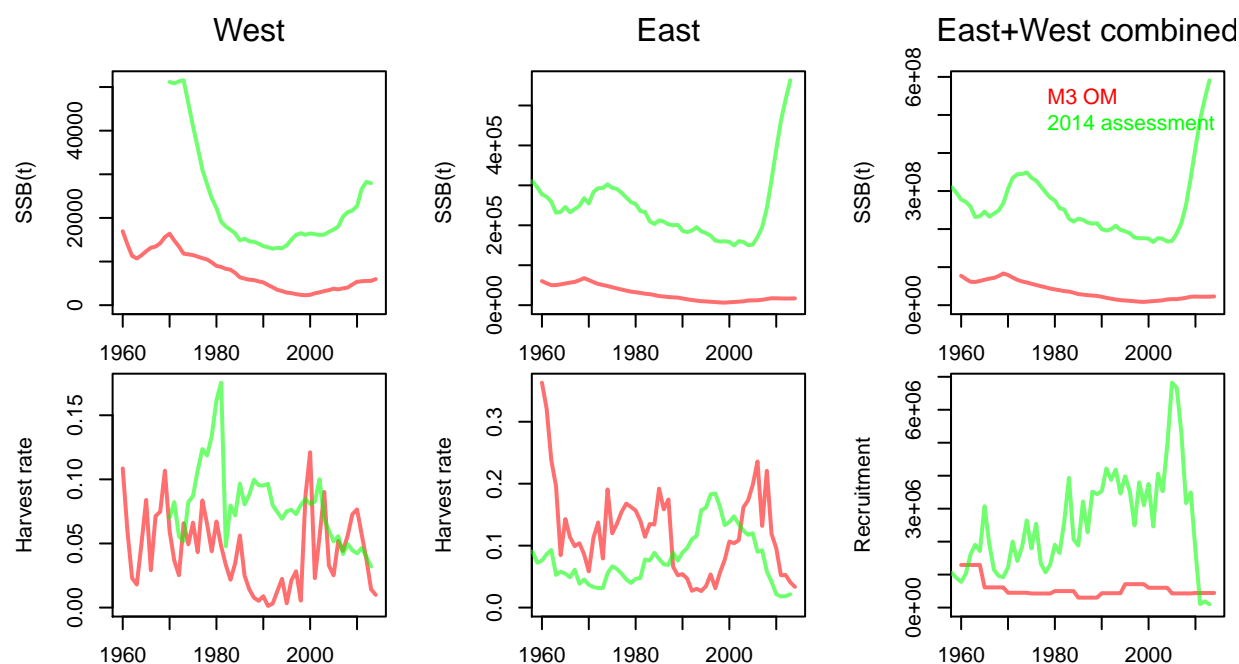 West
East
East+West combined
SSB(t)
0
20000
40000
1960
1980
2000
SSB(t)
0e+00
2e+05
4e+05
1960
1980
2000
SSB(t)
0e+00
3e+08
6e+08
M3 OM
2014 assessment
1960
1980
2000
Harvest rate
0.00
0.05
0.10
0.15
1960
1980
2000
Harvest rate
0.0
0.1
0.2
0.3
1960
1980
2000
Recruitment
0e+00
3e+06
6e+06
1960
1980
2000